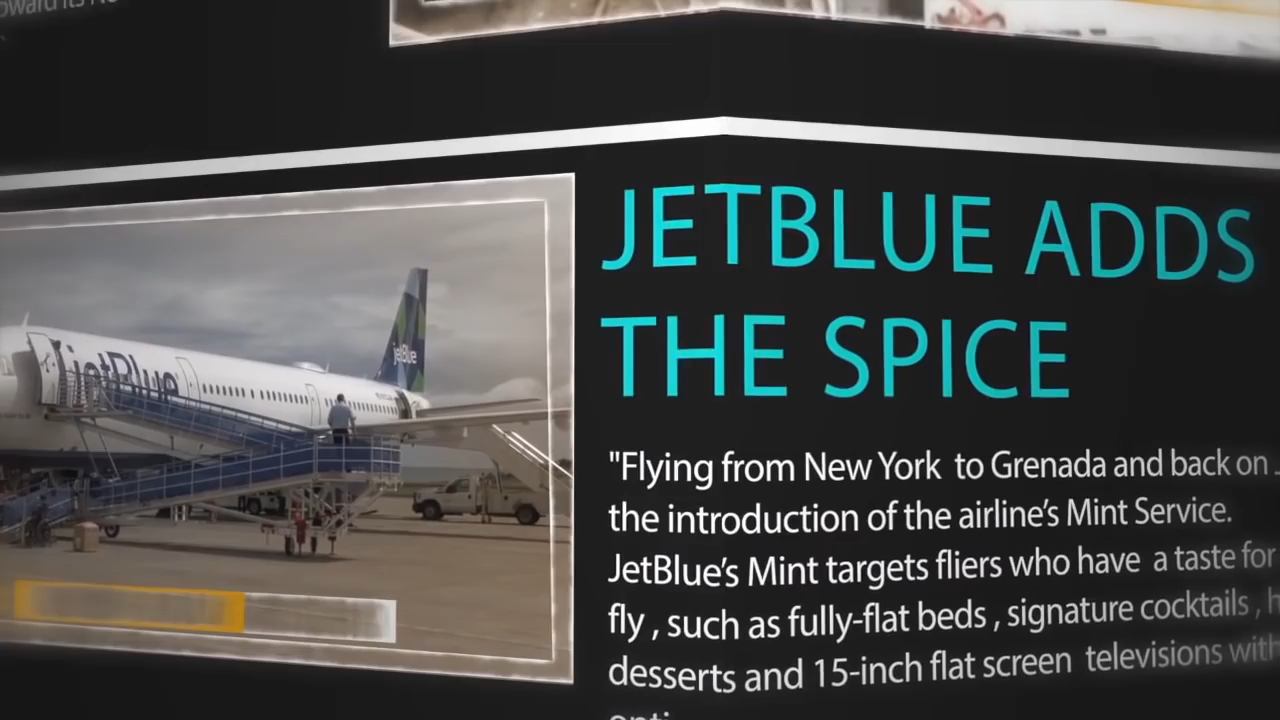 JETBLUE ADDS
THE SPICE
"Flying from New York to Grenada and back on
the introduction of the airline's Mint Service.
JetBlue's Mint targets fliers who have a taste for
fly , such as fully-flat beds , signature cocktails ,
desserts and 15-inch flat screen televisions with
jetBlue
jetBlue